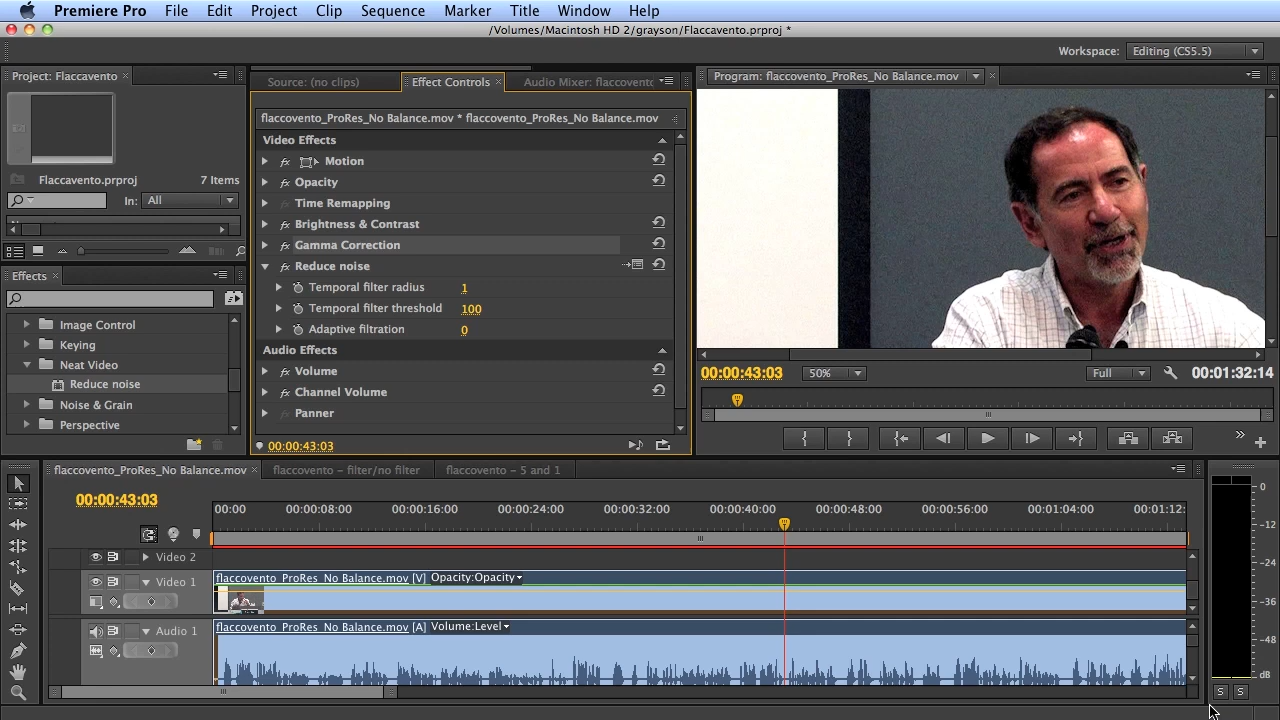 Premiere Pro File Edit Project Clip Sequence Marker Title Window Help
/Volumes/Macintosh HD 2/grayson/Flaccavento.prproj *
Workspace: Editing (CS5.5)
Project: Flaccavento ×
Flaccavento.prproj 7 Items
In: All
Effects ×
Image Control
Keying
Neat Video
Reduce noise
Noise & Grain
Perspective
Source: (no clips) Effect Controls × Audio Mixer: flaccovento
flaccovento_ProRes_No Balance.mov * flaccovento_ProRes_No Balance.mov
Video Effects
fx Motion
fx Opacity
Time Remapping
fx Brightness & Contrast
fx Gamma Correction
fx Reduce noise
Temporal filter radius 1
Temporal filter threshold 100
Adaptive filtration 0
Audio Effects
fx Volume
fx Channel Volume
Panner
00:00:43:03
Program: flaccovento_ProRes_No Balance.mov ×
00:00:43:03 50% Full 00:01:32:14
flaccovento_ProRes_No Balance.mov × flaccovento – filter/no filter flaccovento – 5 and 1
00:00:43:03
00:00 00:00:08:00 00:00:16:00 00:00:24:00 00:00:32:00 00:00:40:00 00:00:48:00 00:00:56:00 00:01:04:00 00:01:12:
Video 2
Video 1 flaccovento_ProRes_No Balance.mov [V] Opacity:Opacity
Audio 1 flaccovento_ProRes_No Balance.mov [A] Volume:Level
0
-12
-24
-36
-48
dB
S S